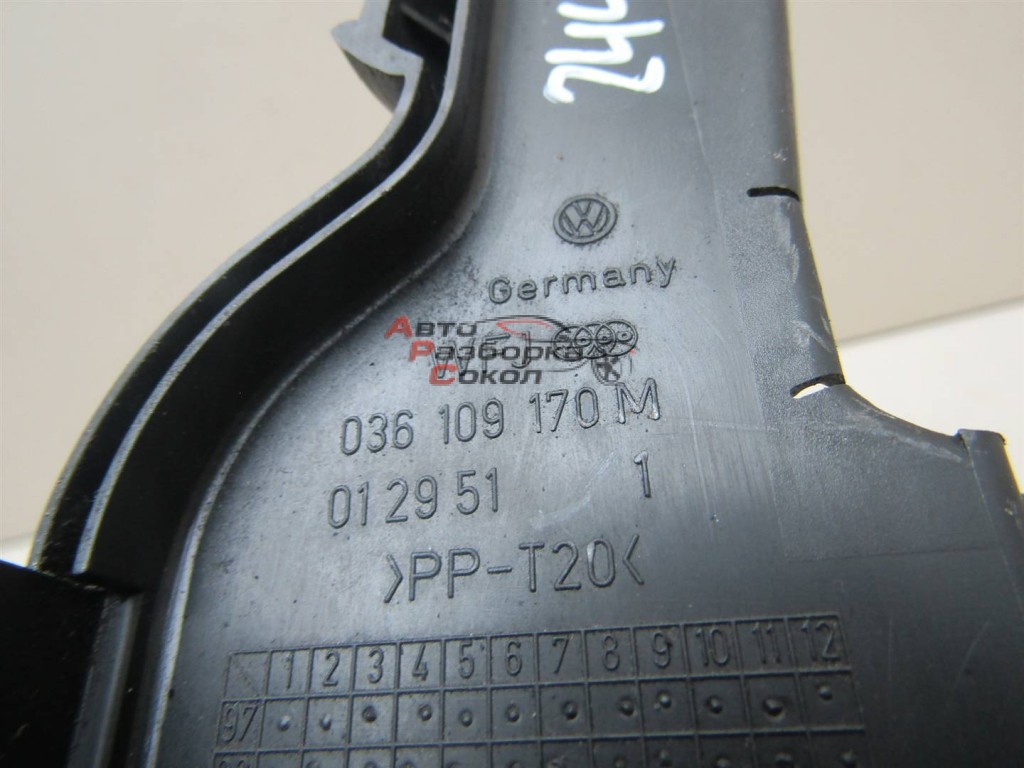 Germany
WFJ
Авто
Разборка
Сокол
036 109 170 M
01 29 51 1
>PP-T20<
1 2 3 4 5 6 7 8 9 10 11 12
97